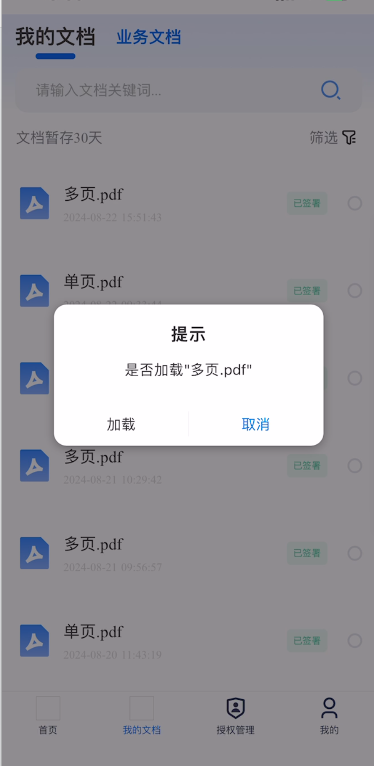 我的文档 业务文档
请输入文档关键词...
文档暂存30天 筛选
多页.pdf 已签署
2024-08-22 15:51:43
单页.pdf 已签署
提示
是否加载"多页.pdf"
加载 取消
多页.pdf 已签署
2024-08-21 10:29:42
多页.pdf 已签署
2024-08-21 09:56:57
单页.pdf 已签署
2024-08-20 11:43:19
首页 我的文档 授权管理 我的